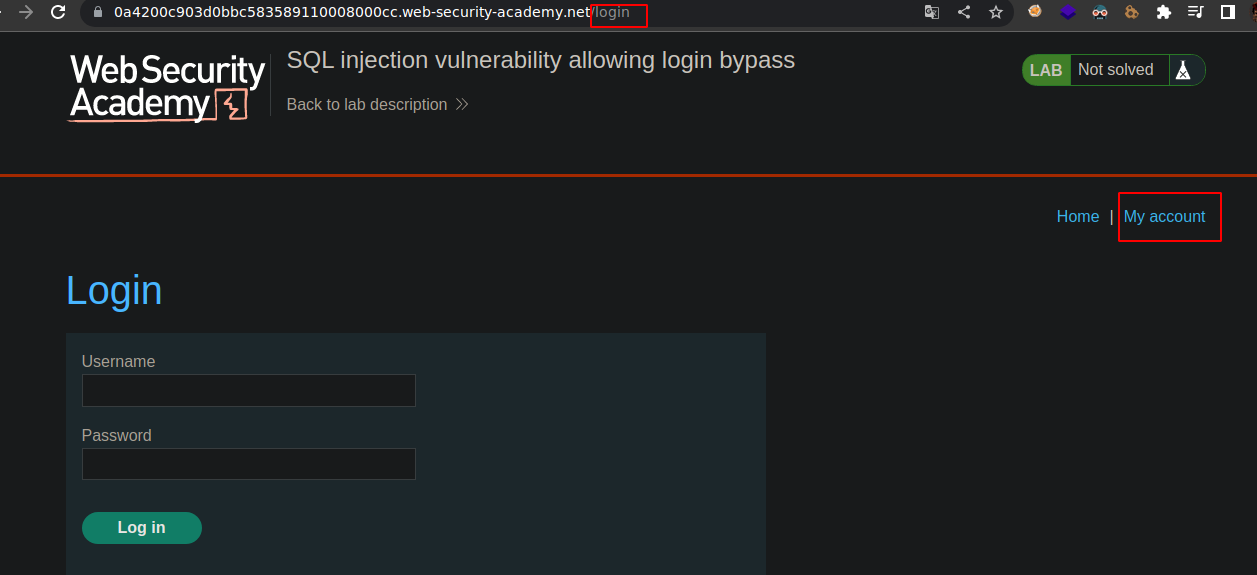 0a4200c903d0bbc583589110008000cc.web-security-academy.net/login
Web Security
Academy
SQL injection vulnerability allowing login bypass
Back to lab description
LAB Not solved
Home | My account
Login
Username
Password
Log in